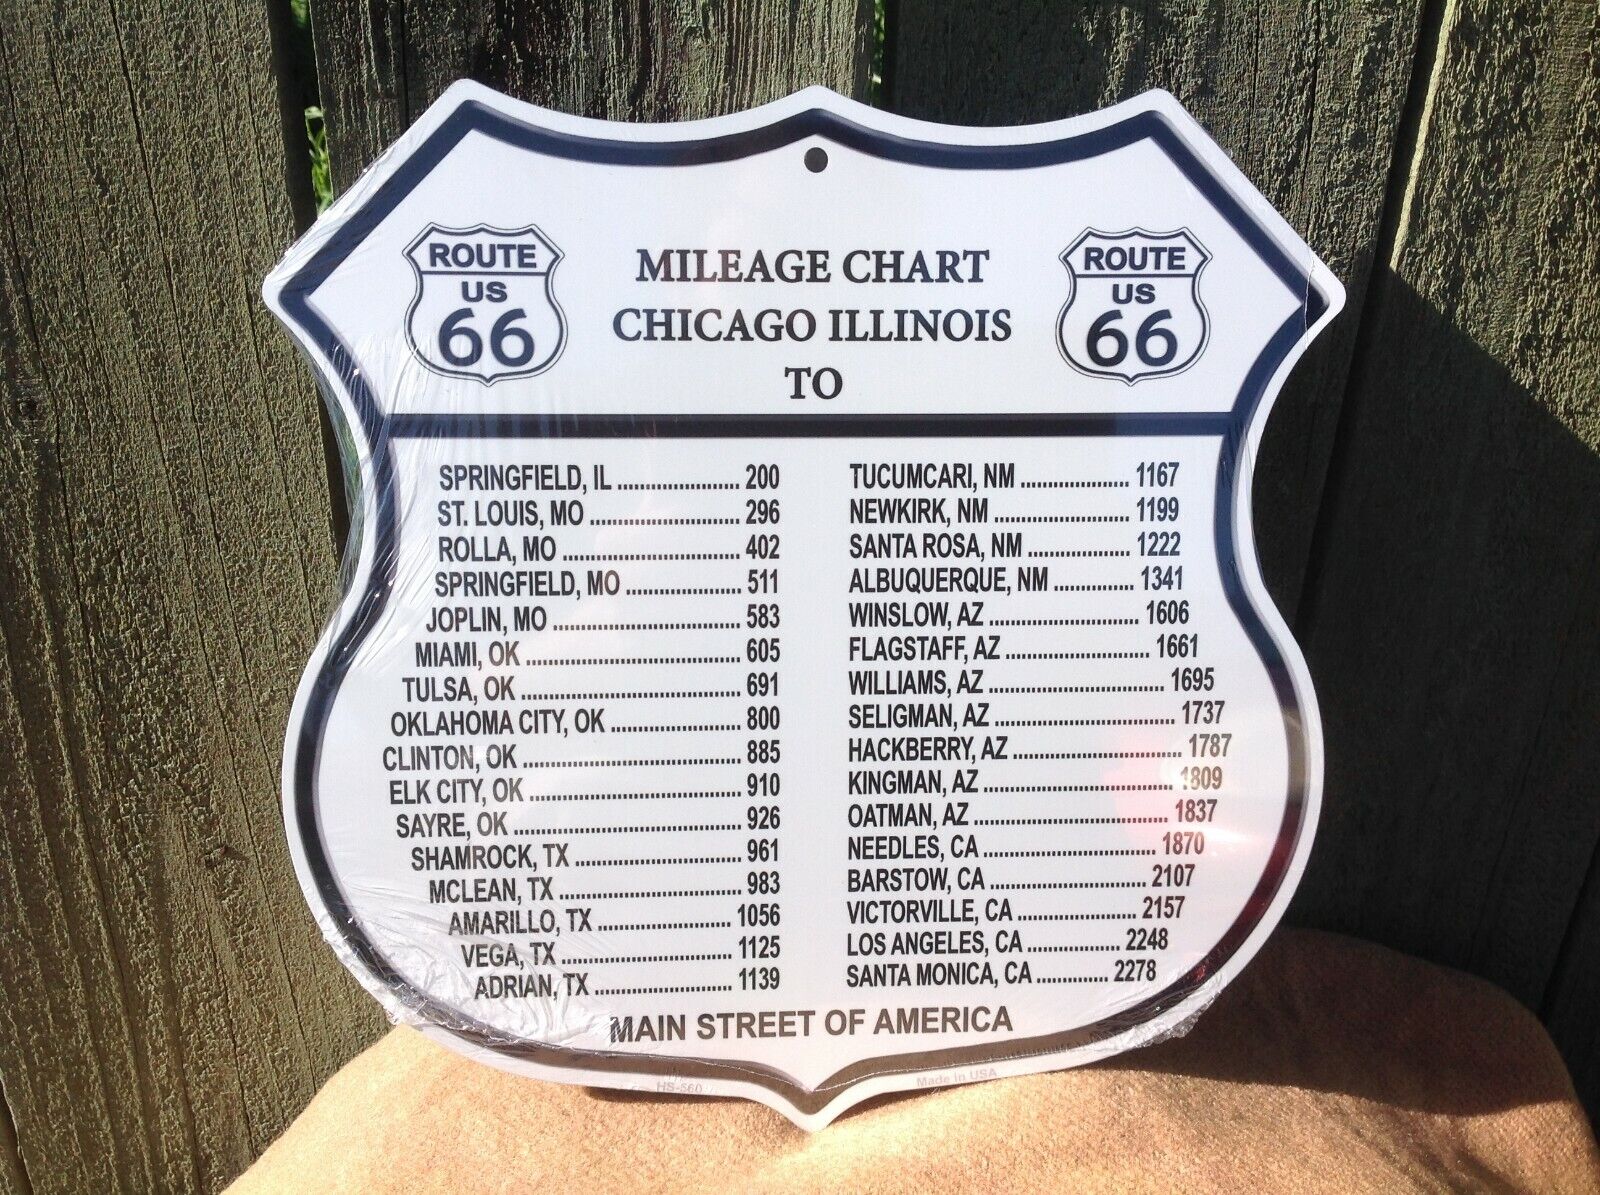 ROUTE
US
66
MILEAGE CHART
CHICAGO ILLINOIS
TO
ROUTE
US
66
SPRINGFIELD, IL ...................... 200
ST. LOUIS, MO ........................... 296
ROLLA, MO ................................ 402
SPRINGFIELD, MO ..................... 511
JOPLIN, MO .................................. 583
MIAMI, OK ....................................... 605
TULSA, OK ........................................ 691
OKLAHOMA CITY, OK ....................... 800
CLINTON, OK ....................................... 885
ELK CITY, OK ...................................... 910
SAYRE, OK ......................................... 926
SHAMROCK, TX .............................. 961
MCLEAN, TX ................................. 983
AMARILLO, TX ......................... 1056
VEGA, TX ............................... 1125
ADRIAN, TX ......................... 1139
TUCUMCARI, NM .................... 1167
NEWKIRK, NM ......................... 1199
SANTA ROSA, NM ................... 1222
ALBUQUERQUE, NM ............... 1341
WINSLOW, AZ ........................... 1606
FLAGSTAFF, AZ .......................... 1661
WILLIAMS, AZ ................................ 1695
SELIGMAN, AZ ................................. 1737
HACKBERRY, AZ .............................. 1787
KINGMAN, AZ .................................. 1809
OATMAN, AZ ................................... 1837
NEEDLES, CA ............................... 1870
BARSTOW, CA ............................ 2107
VICTORVILLE, CA ...................... 2157
LOS ANGELES, CA ................. 2248
SANTA MONICA, CA ............. 2278
MAIN STREET OF AMERICA
HS-560
Made in USA